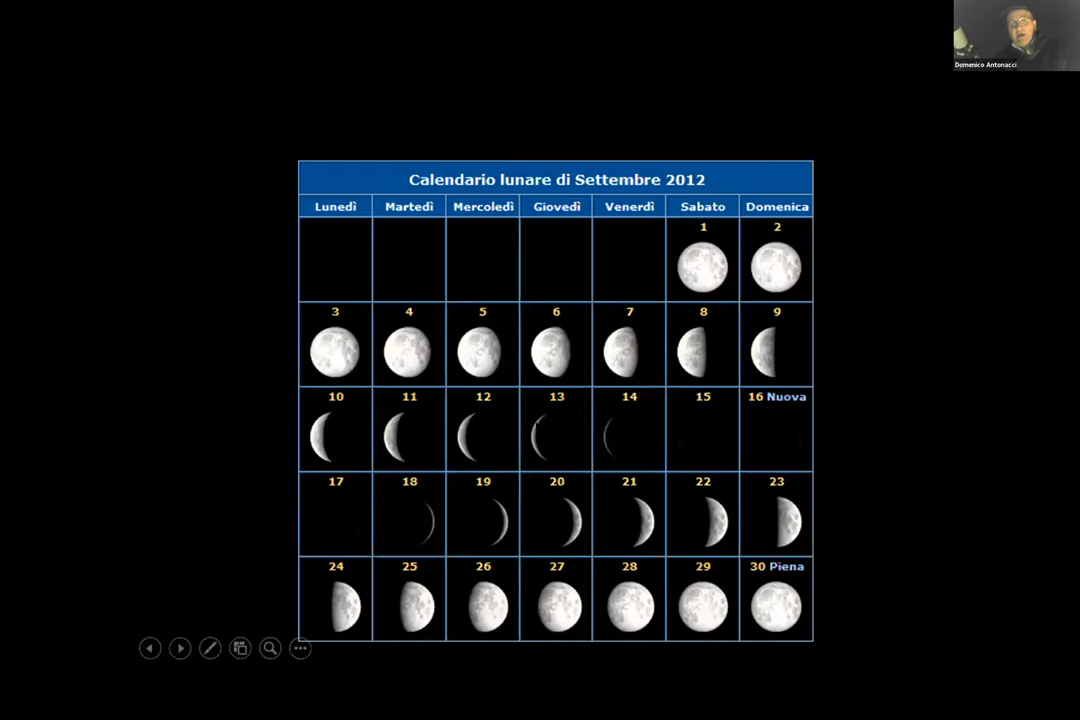 Domenico Antonacci
Calendario lunare di Settembre 2012
Lunedì Martedì Mercoledì Giovedì Venerdì Sabato Domenica
1 2
3 4 5 6 7 8 9
10 11 12 13 14 15 16 Nuova
17 18 19 20 21 22 23
24 25 26 27 28 29 30 Piena